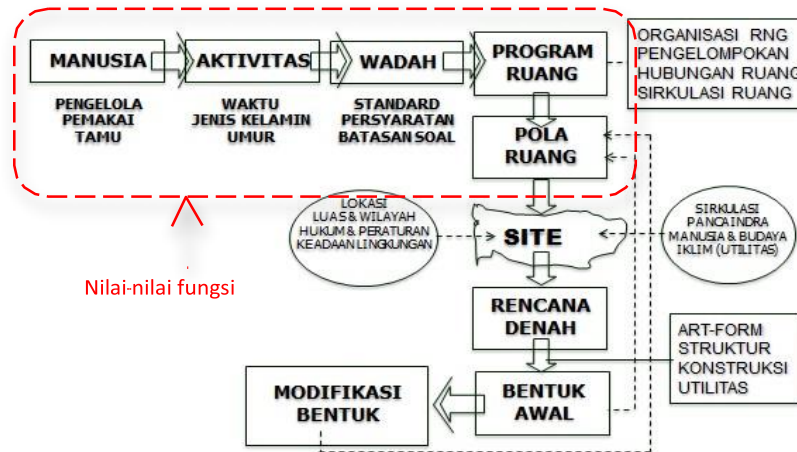 MANUSIA
PENGELOLA
PEMAKAI
TAMU
AKTIVITAS
WAKTU
JENIS KELAMIN
UMUR
WADAH
STANDARD
PERSYARATAN
BATASAN SOAL
PROGRAM
RUANG
ORGANISASI RNG
PENGELOMPOKAN
HUBUNGAN RUANG
SIRKULASI RUANG
POLA
RUANG
LOKASI
LUAS & WILAYAH
HUKUM & PERATURAN
KEADAAN LINGKUNGAN
SITE
SIRKULASI
PANCAINDRA
MANUSIA & BUDAYA
IKLIM (UTILITAS)
Nilai-nilai fungsi
RENCANA
DENAH
ART-FORM
STRUKTUR
KONSTRUKSI
UTILITAS
BENTUK
AWAL
MODIFIKASI
BENTUK